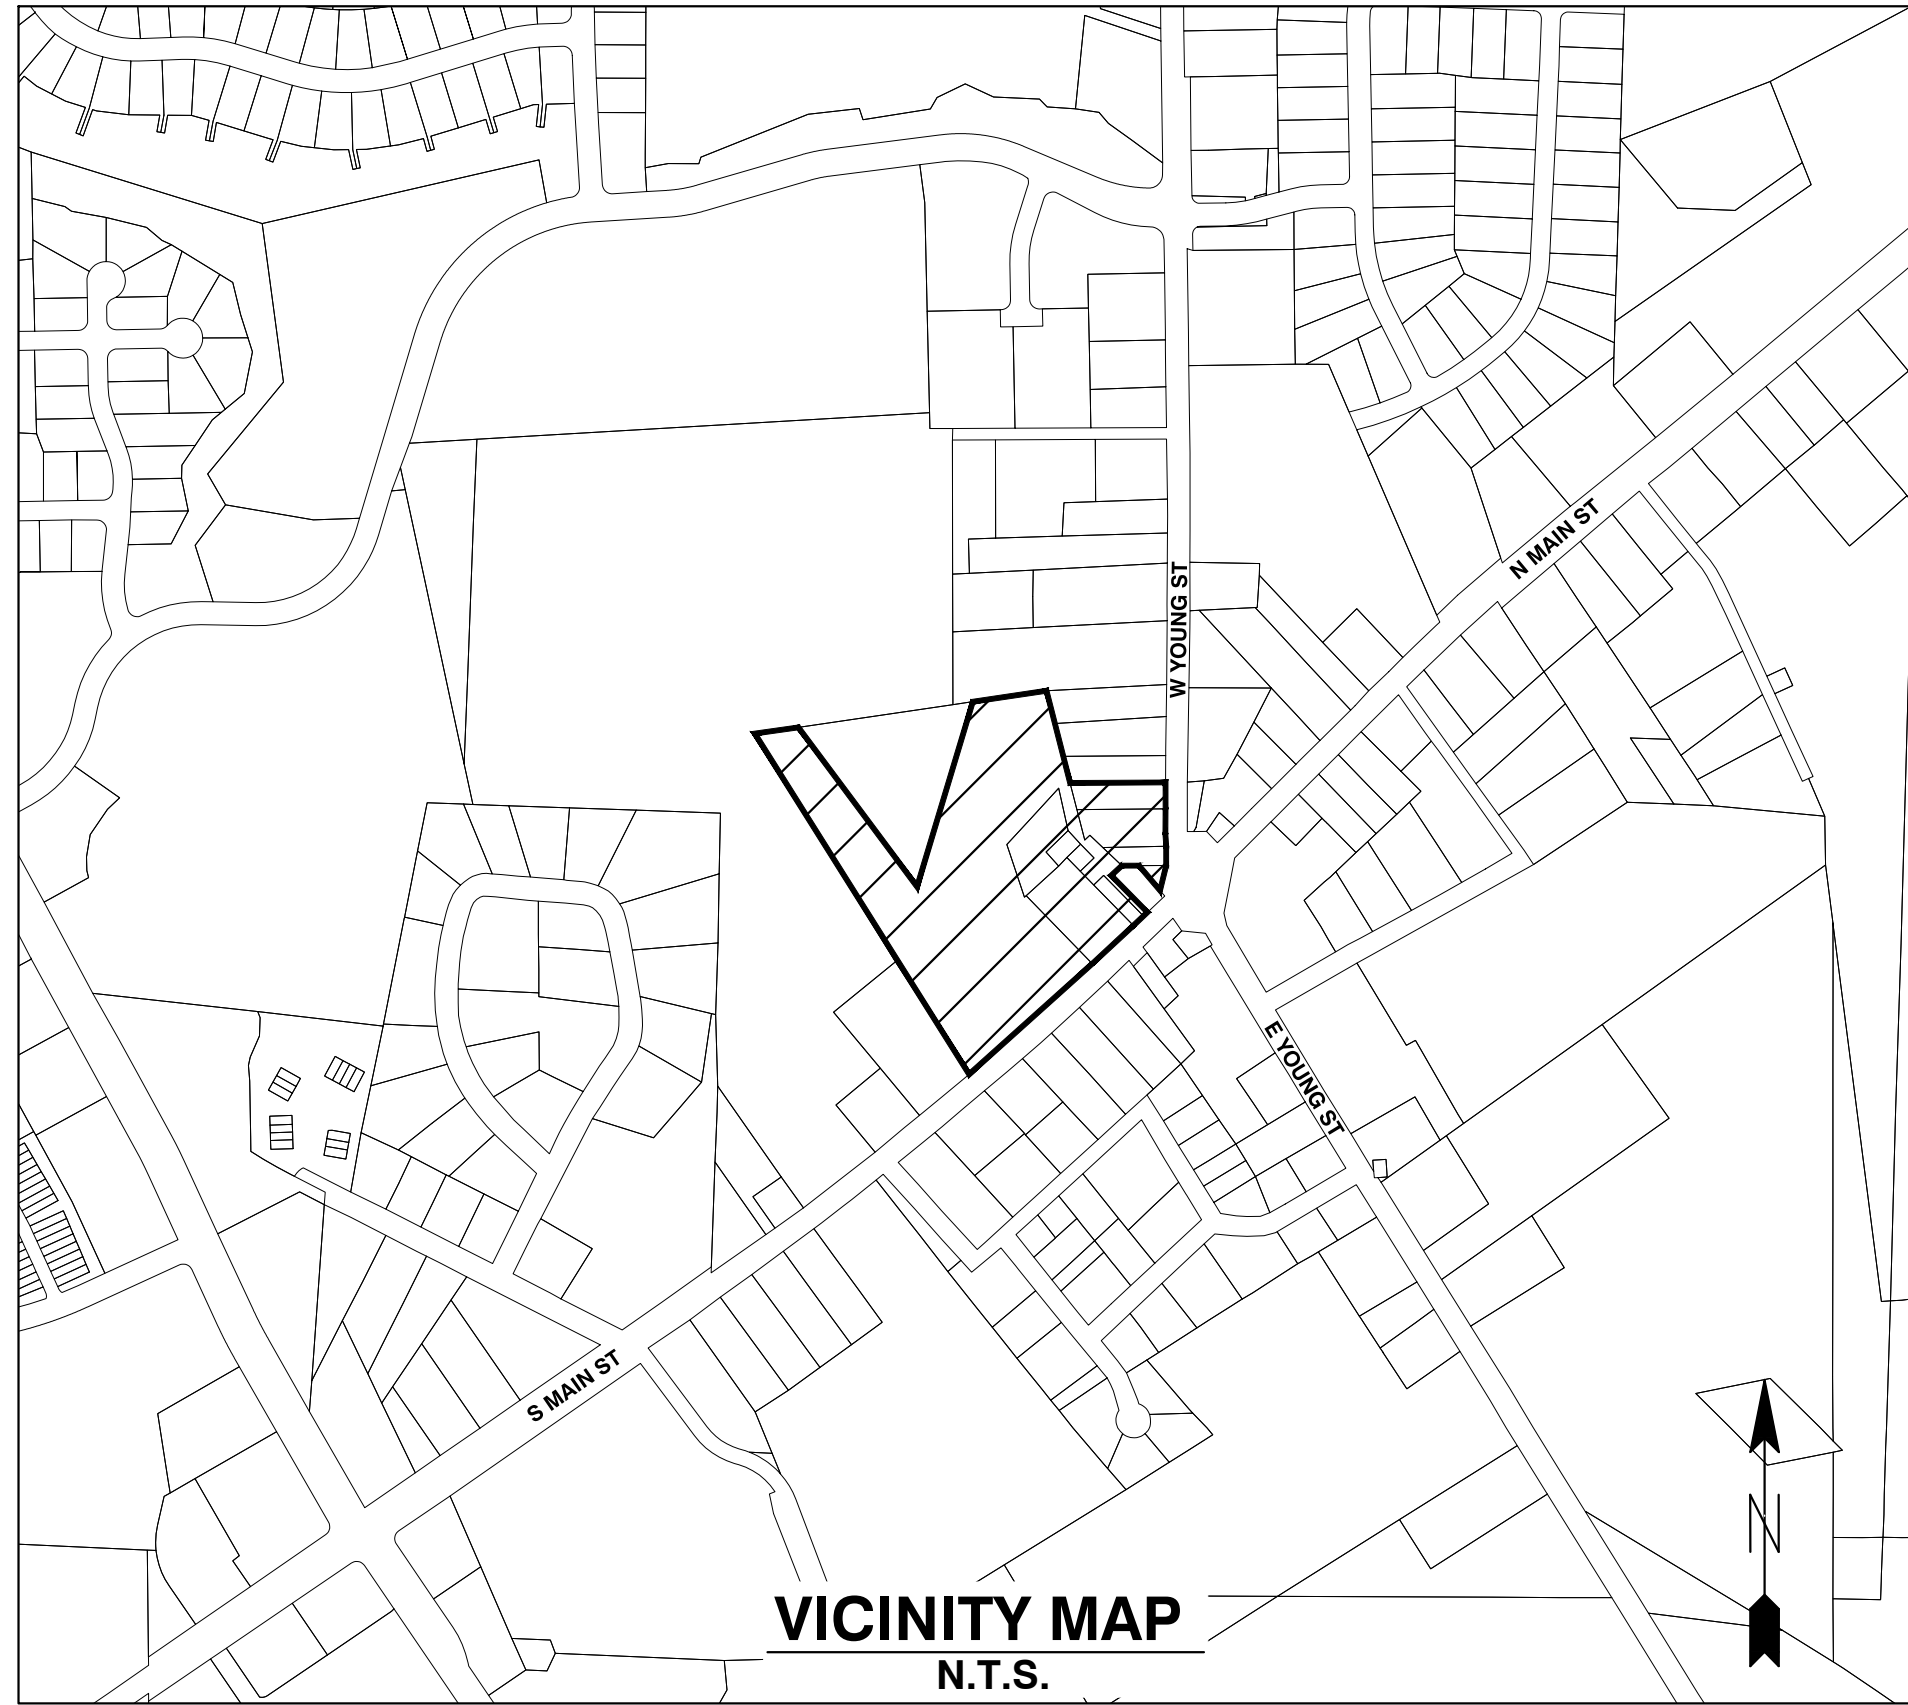 N MAIN ST
W YOUNG ST
E YOUNG ST
S MAIN ST
N
VICINITY MAP
N.T.S.